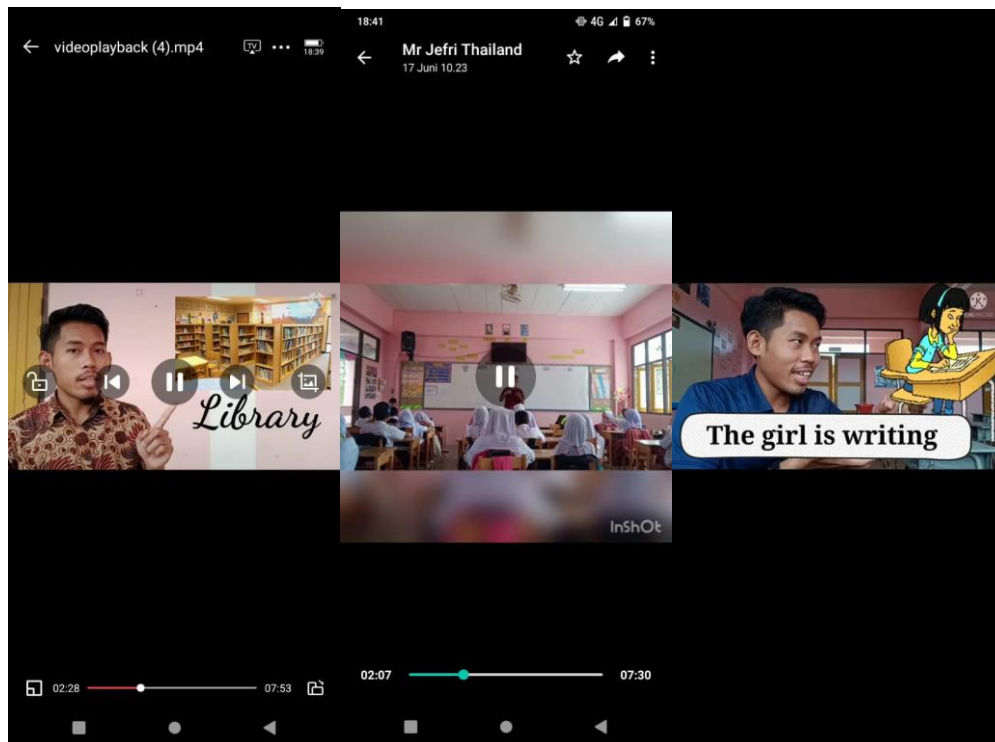 videoplayback (4).mp4
TV
18:39
02:28
07:53
Library
18:41
4G
67%
Mr Jefri Thailand
17 Juni 10.23
InShOt
02:07
07:30
The girl is writing